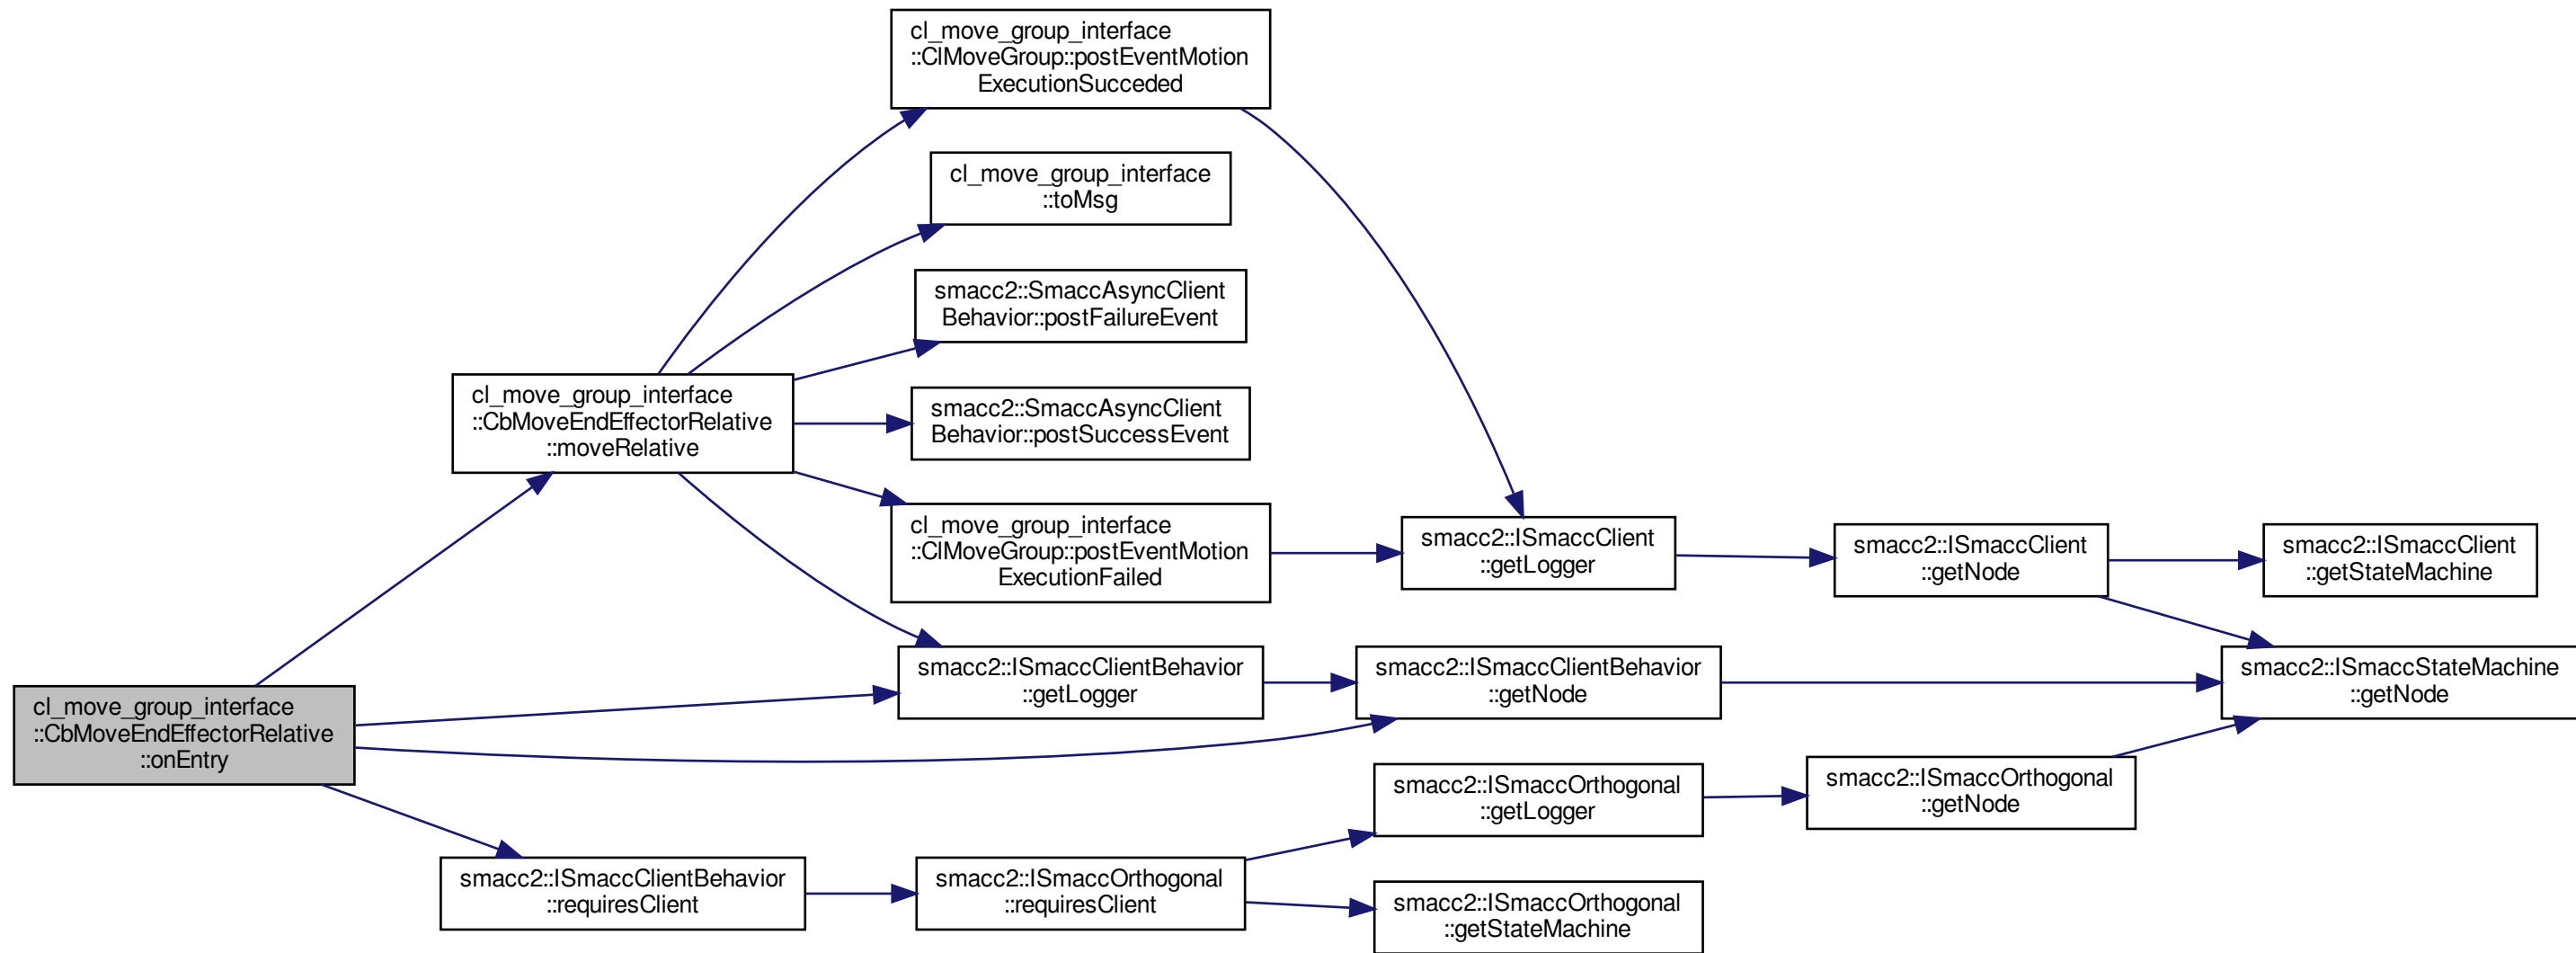 cl_move_group_interface
::ClMoveGroup::postEventMotion
ExecutionSucceded
cl_move_group_interface
::toMsg
smacc2::SmaccAsyncClient
Behavior::postFailureEvent
cl_move_group_interface
::CbMoveEndEffectorRelative
::moveRelative
smacc2::SmaccAsyncClient
Behavior::postSuccessEvent
cl_move_group_interface
::ClMoveGroup::postEventMotion
ExecutionFailed
smacc2::ISmaccClient
::getLogger
smacc2::ISmaccClient
::getNode
smacc2::ISmaccClient
::getStateMachine
cl_move_group_interface
::CbMoveEndEffectorRelative
::onEntry
smacc2::ISmaccClientBehavior
::getLogger
smacc2::ISmaccClientBehavior
::getNode
smacc2::ISmaccStateMachine
::getNode
smacc2::ISmaccOrthogonal
::getLogger
smacc2::ISmaccOrthogonal
::getNode
smacc2::ISmaccClientBehavior
::requiresClient
smacc2::ISmaccOrthogonal
::requiresClient
smacc2::ISmaccOrthogonal
::getStateMachine